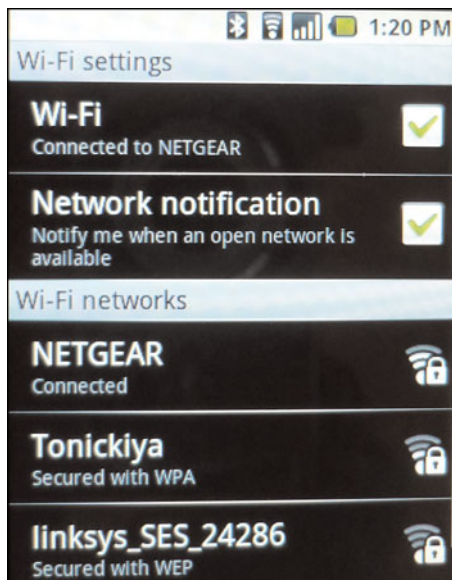 1:20 PM
Wi-Fi settings
Wi-Fi
Connected to NETGEAR
Network notification
Notify me when an open network is
available
Wi-Fi networks
NETGEAR
Connected
Tonickiya
Secured with WPA
linksys_SES_24286
Secured with WEP